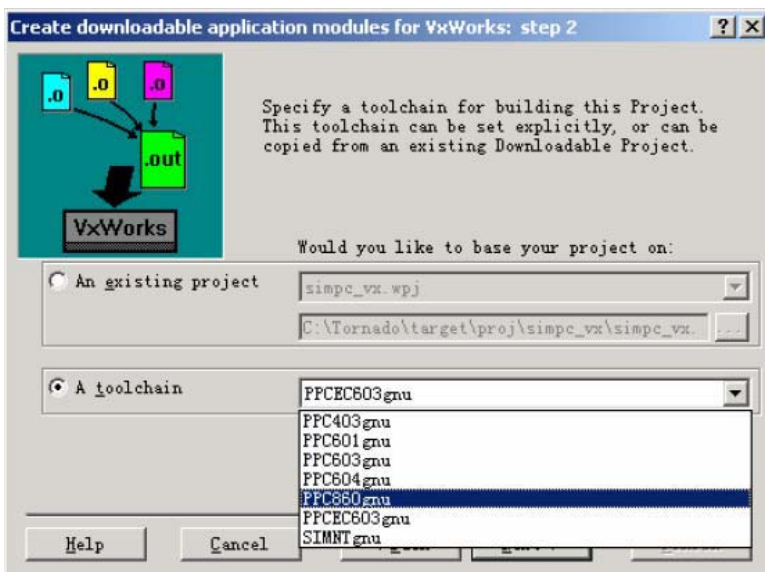 Create downloadable application modules for VxWorks: step 2
.o
.o
.o
.out
VxWorks
Specify a toolchain for building this Project.
This toolchain can be set explicitly, or can be
copied from an existing Downloadable Project.
Would you like to base your project on:
An existing project
simpc_vx.wpj
C:\Tornado\target\proj\simpc_vx\simpc_vx.
...
A toolchain
PPCEC603gnu
PPC403gnu
PPC601gnu
PPC603gnu
PPC604gnu
PPC860gnu
PPCEC603gnu
SIMNTgnu
Help
Cancel